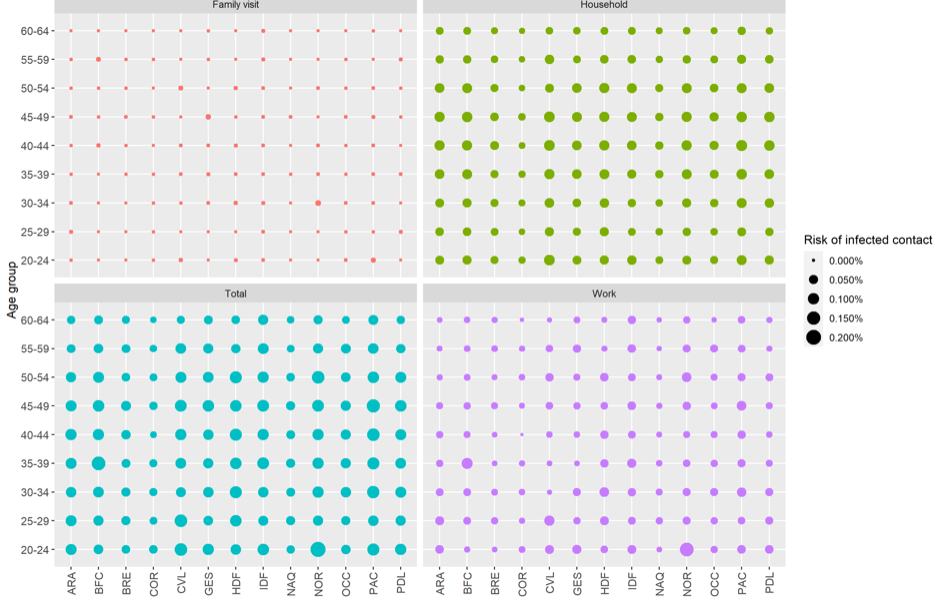 Family visit
Household
60-64
55-59
50-54
45-49
40-44
35-39
30-34
25-29
20-24
Total
Work
60-64
55-59
50-54
45-49
40-44
35-39
30-34
25-29
20-24
Age group
ARA
BFC
BRE
COR
CVL
GES
HDF
IDF
NAQ
NOR
OCC
PAC
PDL
ARA
BFC
BRE
COR
CVL
GES
HDF
IDF
NAQ
NOR
OCC
PAC
PDL
Risk of infected contact
0.000%
0.050%
0.100%
0.150%
0.200%